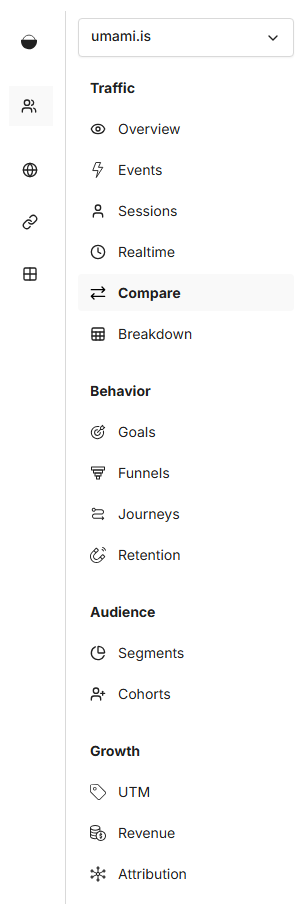 umami.is
Traffic
Overview
Events
Sessions
Realtime
Compare
Breakdown
Behavior
Goals
Funnels
Journeys
Retention
Audience
Segments
Cohorts
Growth
UTM
Revenue
Attribution